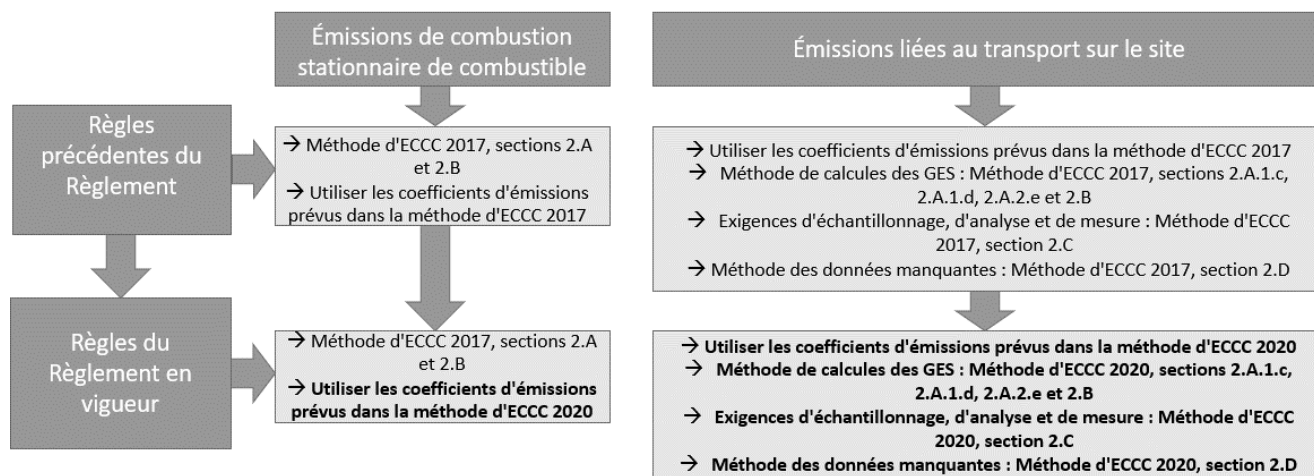 Émissions de combustion
stationnaire de combustible
Émissions liées au transport sur le site
Règles
précédentes du
Règlement
→ Méthode d'ECCC 2017, sections 2.A
et 2.B
→ Utiliser les coefficients d'émissions
prévus dans la méthode d'ECCC 2017
→ Utiliser les coefficients d'émissions prévus dans la méthode d'ECCC 2017
→ Méthode de calcules des GES : Méthode d'ECCC 2017, sections 2.A.1.c,
2.A.1.d, 2.A.2.e et 2.B
→ Exigences d'échantillonnage, d'analyse et de mesure : Méthode d'ECCC
2017, section 2.C
→ Méthode des données manquantes : Méthode d'ECCC 2017, section 2.D
Règles du
Règlement en
vigueur
→ Méthode d'ECCC 2017, sections 2.A
et 2.B
→ Utiliser les coefficients d'émissions
prévus dans la méthode d'ECCC 2020
→ Utiliser les coefficients d'émissions prévus dans la méthode d'ECCC 2020
→ Méthode de calcules des GES : Méthode d'ECCC 2020, sections 2.A.1.c,
2.A.1.d, 2.A.2.e et 2.B
→ Exigences d'échantillonnage, d'analyse et de mesure : Méthode d'ECCC
2020, section 2.C
→ Méthode des données manquantes : Méthode d'ECCC 2020, section 2.D